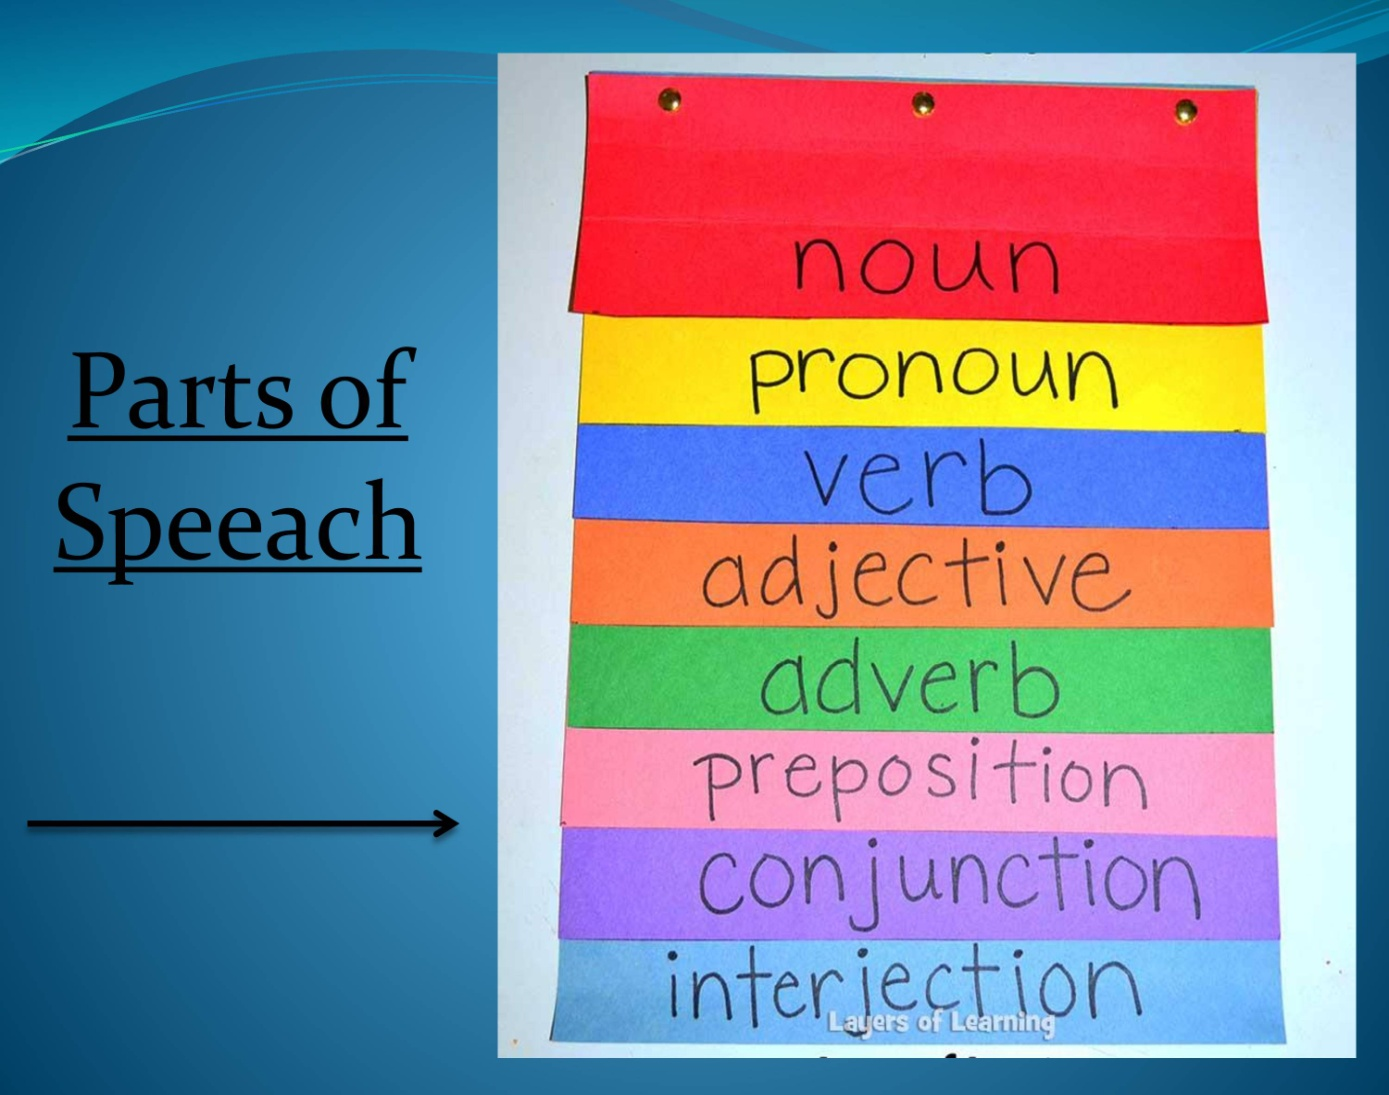 Parts of
Speeach
noun
pronoun
verb
adjective
adverb
preposition
conjunction
interjection
Layers of Learning